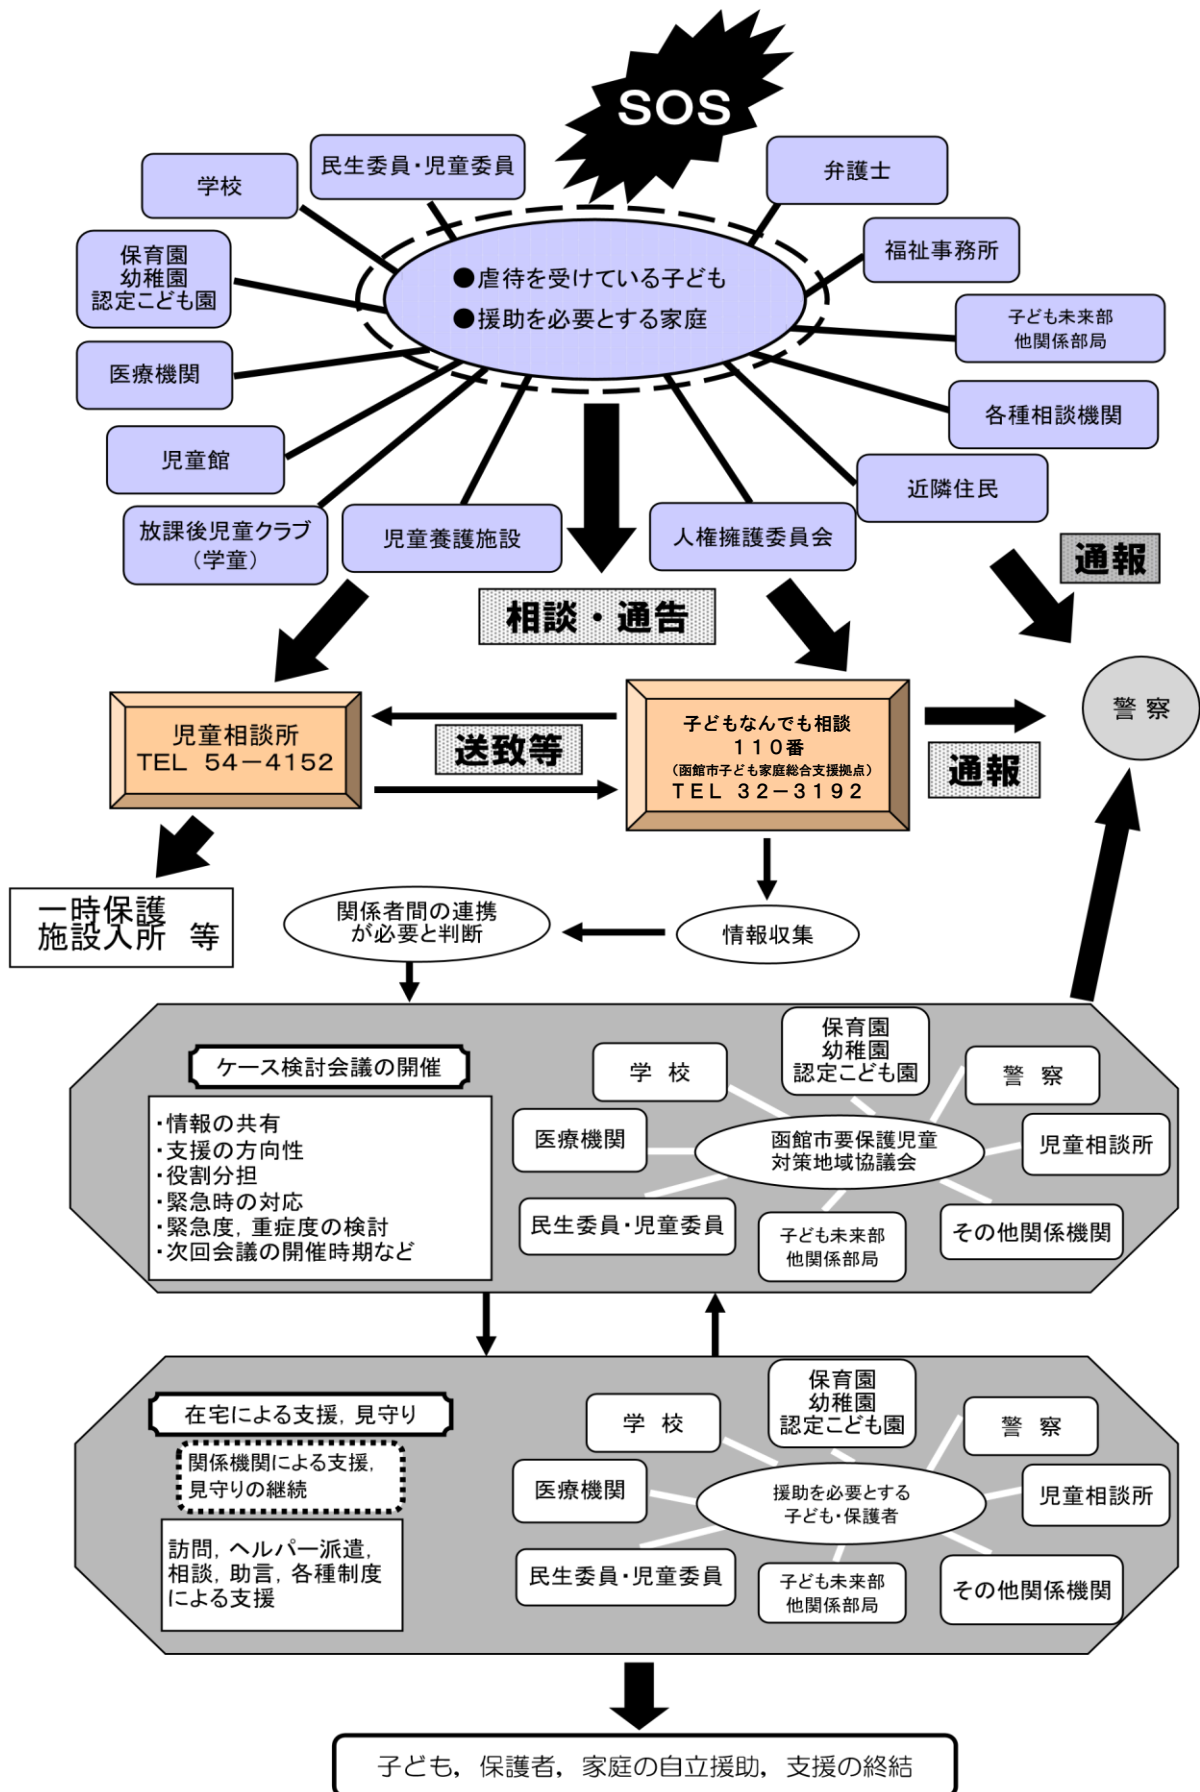 SOS
民生委員・児童委員
弁護士
学校
福祉事務所
保育園
幼稚園
認定こども園
●虐待を受けている子ども
●援助を必要とする家庭
子ども未来部
他関係部局
医療機関
各種相談機関
児童館
近隣住民
放課後児童クラブ
（学童）
児童養護施設
人権擁護委員会
通報
相談・通告
児童相談所
TEL 54－4152
送致等
子どもなんでも相談
１１０番
（函館市子ども家庭総合支援拠点）
ＴＥＬ ３２－３１９２
通報
警察
一時保護
施設入所 等
関係者間の連携
が必要と判断
情報収集
ケース検討会議の開催
・情報の共有
・支援の方向性
・役割分担
・緊急時の対応
・緊急度，重症度の検討
・次回会議の開催時期など
学 校
保育園
幼稚園
認定こども園
警 察
医療機関
函館市要保護児童
対策地域協議会
児童相談所
民生委員・児童委員
子ども未来部
他関係部局
その他関係機関
在宅による支援，見守り
関係機関による支援，
見守りの継続
訪問，ヘルパー派遣，
相談，助言，各種制度
による支援
学 校
保育園
幼稚園
認定こども園
警 察
医療機関
援助を必要とする
子ども・保護者
児童相談所
民生委員・児童委員
子ども未来部
他関係部局
その他関係機関
子ども，保護者，家庭の自立援助，支援の終結